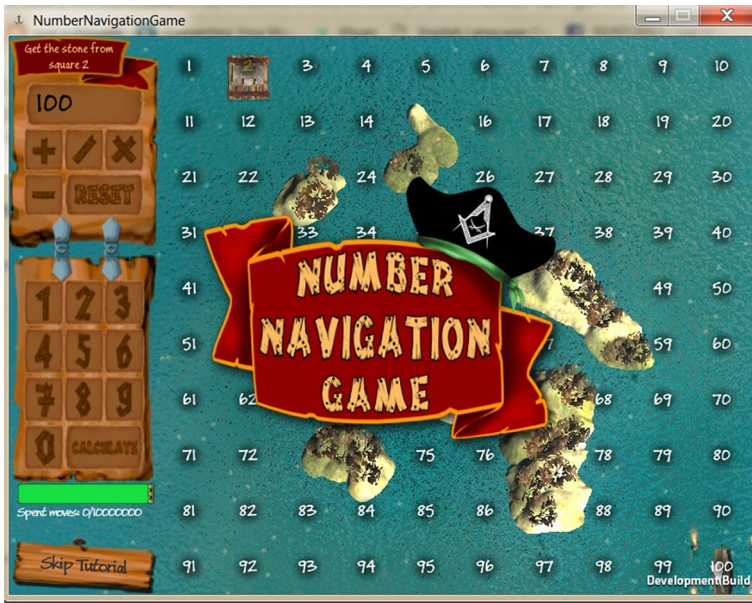 NumberNavigationGame
Get the stone from
square 2
100
+ / X
- RESET
1 2 3
4 5 6
7 8 9
0 CALCULATE
Spent moves: 0/10000000
Skip Tutorial
1 2 3 4 5 6 7 8 9 10
11 12 13 14 16 17 18 19 20
21 22 24 26 27 28 29 30
31 33 34 37 38 39 40
41 49 50
51 59 60
61 62 68 69 70
71 72 75 76 78 79 80
81 82 83 84 85 86 88 89 90
91 92 93 94 95 96 97 98 99 100
NUMBER
NAVIGATION
GAME
Development Build